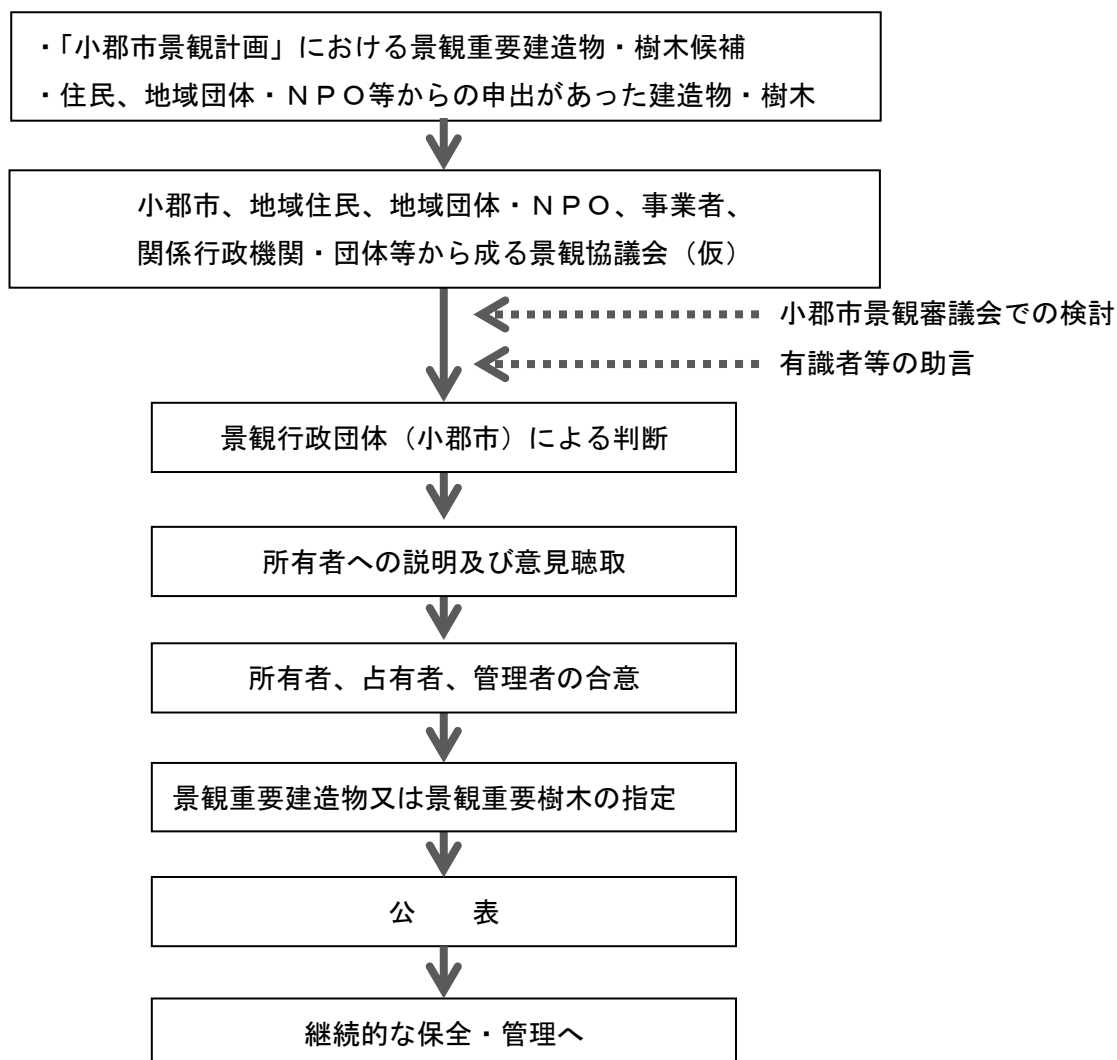 ・「小郡市景観計画」における景観重要建造物・樹木候補
・住民、地域団体・ＮＰＯ等からの申出があった建造物・樹木
小郡市、地域住民、地域団体・ＮＰＯ、事業者、
関係行政機関・団体等から成る景観協議会（仮）
小郡市景観審議会での検討
有識者等の助言
景観行政団体（小郡市）による判断
所有者への説明及び意見聴取
所有者、占有者、管理者の合意
景観重要建造物又は景観重要樹木の指定
公　　表
継続的な保全・管理へ